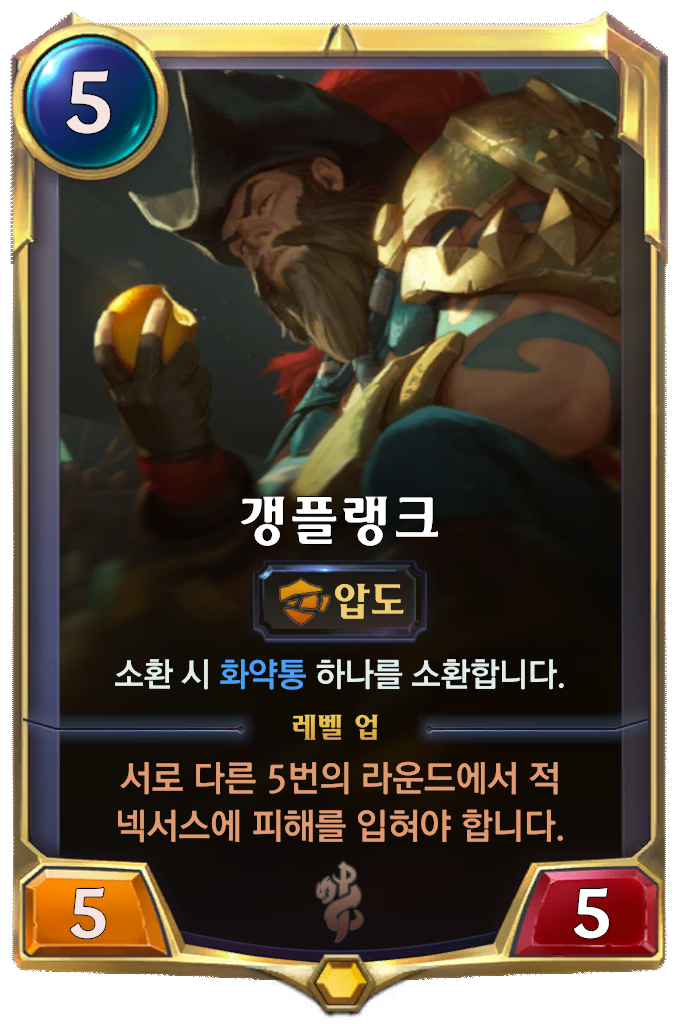 5
갱플랭크
압도
소환 시 화약통 하나를 소환합니다.
레벨 업
서로 다른 5번의 라운드에서 적
넥서스에 피해를 입혀야 합니다.
5
5